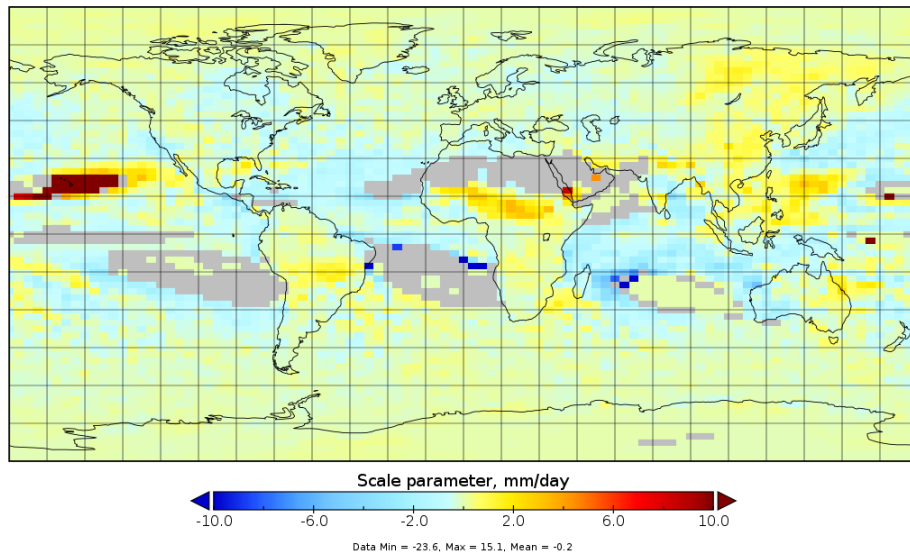 Scale parameter, mm/day
-10.0 -6.0 -2.0 2.0 6.0 10.0
Data Min = -23.6, Max = 15.1, Mean = -0.2